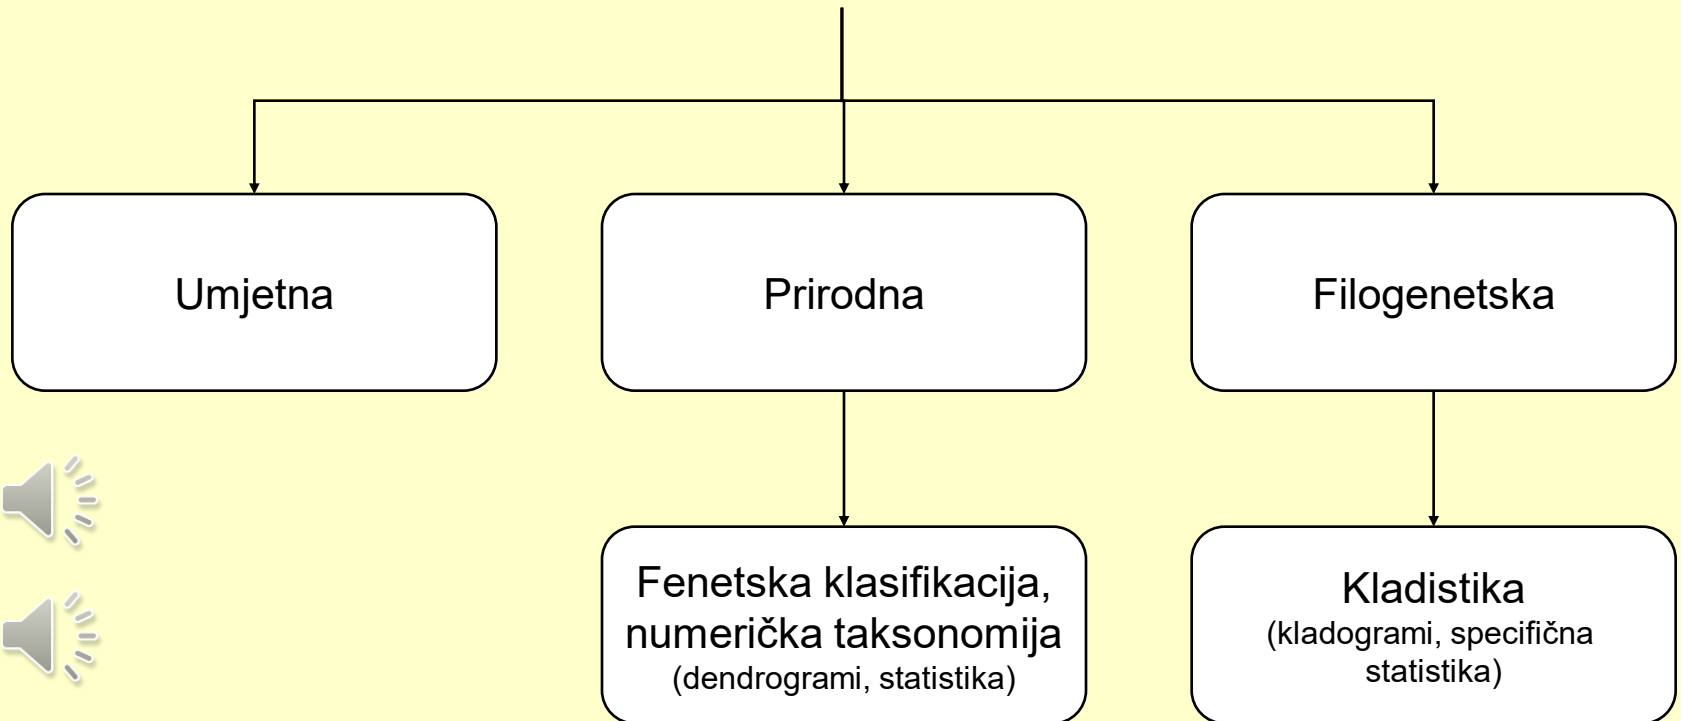 Umjetna
Prirodna
Filogenetska
Fenetska klasifikacija,
numerička taksonomija
(dendrogrami, statistika)
Kladistika
(kladogrami, specifična
statistika)